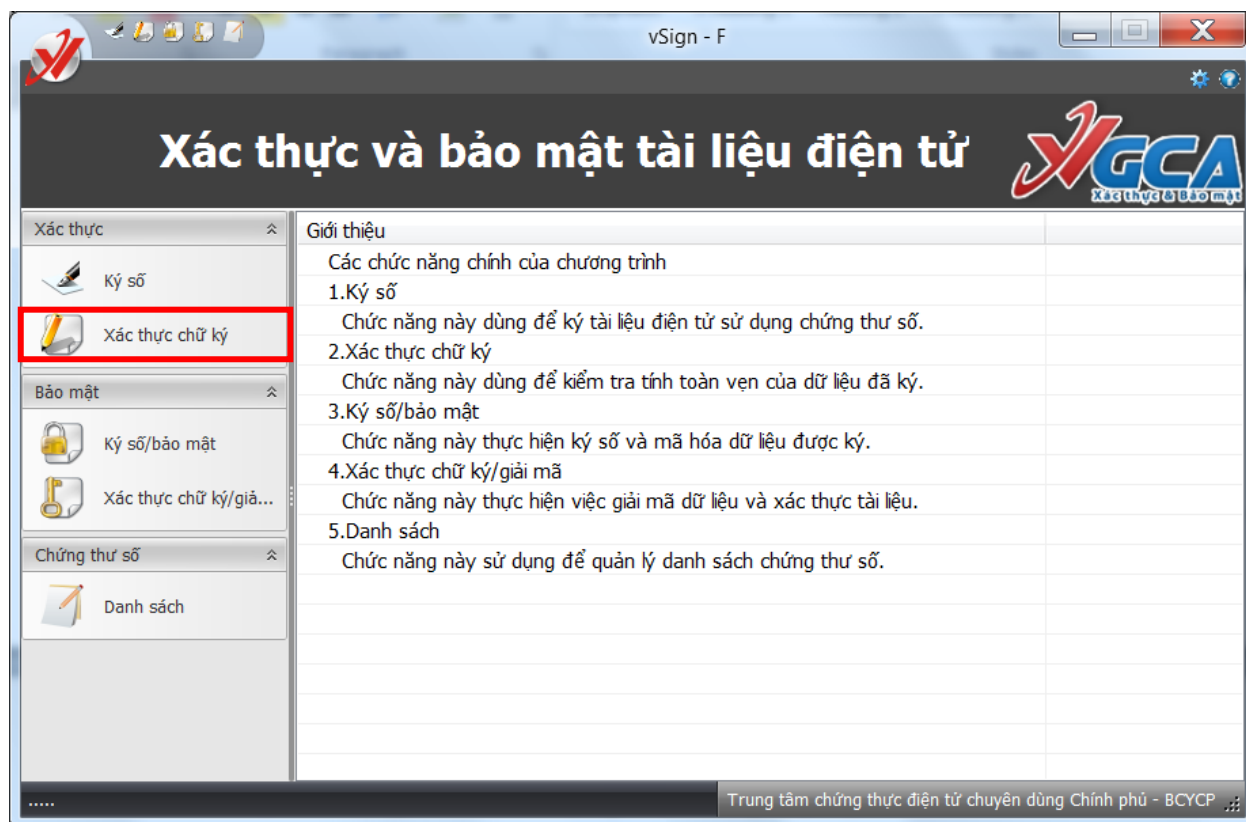 vSign - F
Xác thực và bảo mật tài liệu điện tử
VGCA
Xác thực & Bảo mật
Xác thực
Ký số
Xác thực chữ ký
Bảo mật
Ký số/bảo mật
Xác thực chữ ký/giả...
Chứng thư số
Danh sách
Giới thiệu
Các chức năng chính của chương trình
1.Ký số
Chức năng này dùng để ký tài liệu điện tử sử dụng chứng thư số.
2.Xác thực chữ ký
Chức năng này dùng để kiểm tra tính toàn vẹn của dữ liệu đã ký.
3.Ký số/bảo mật
Chức năng này thực hiện ký số và mã hóa dữ liệu được ký.
4.Xác thực chữ ký/giải mã
Chức năng này thực hiện việc giải mã dữ liệu và xác thực tài liệu.
5.Danh sách
Chức năng này sử dụng để quản lý danh sách chứng thư số.
.....
Trung tâm chứng thực điện tử chuyên dùng Chính phủ - BCYCP